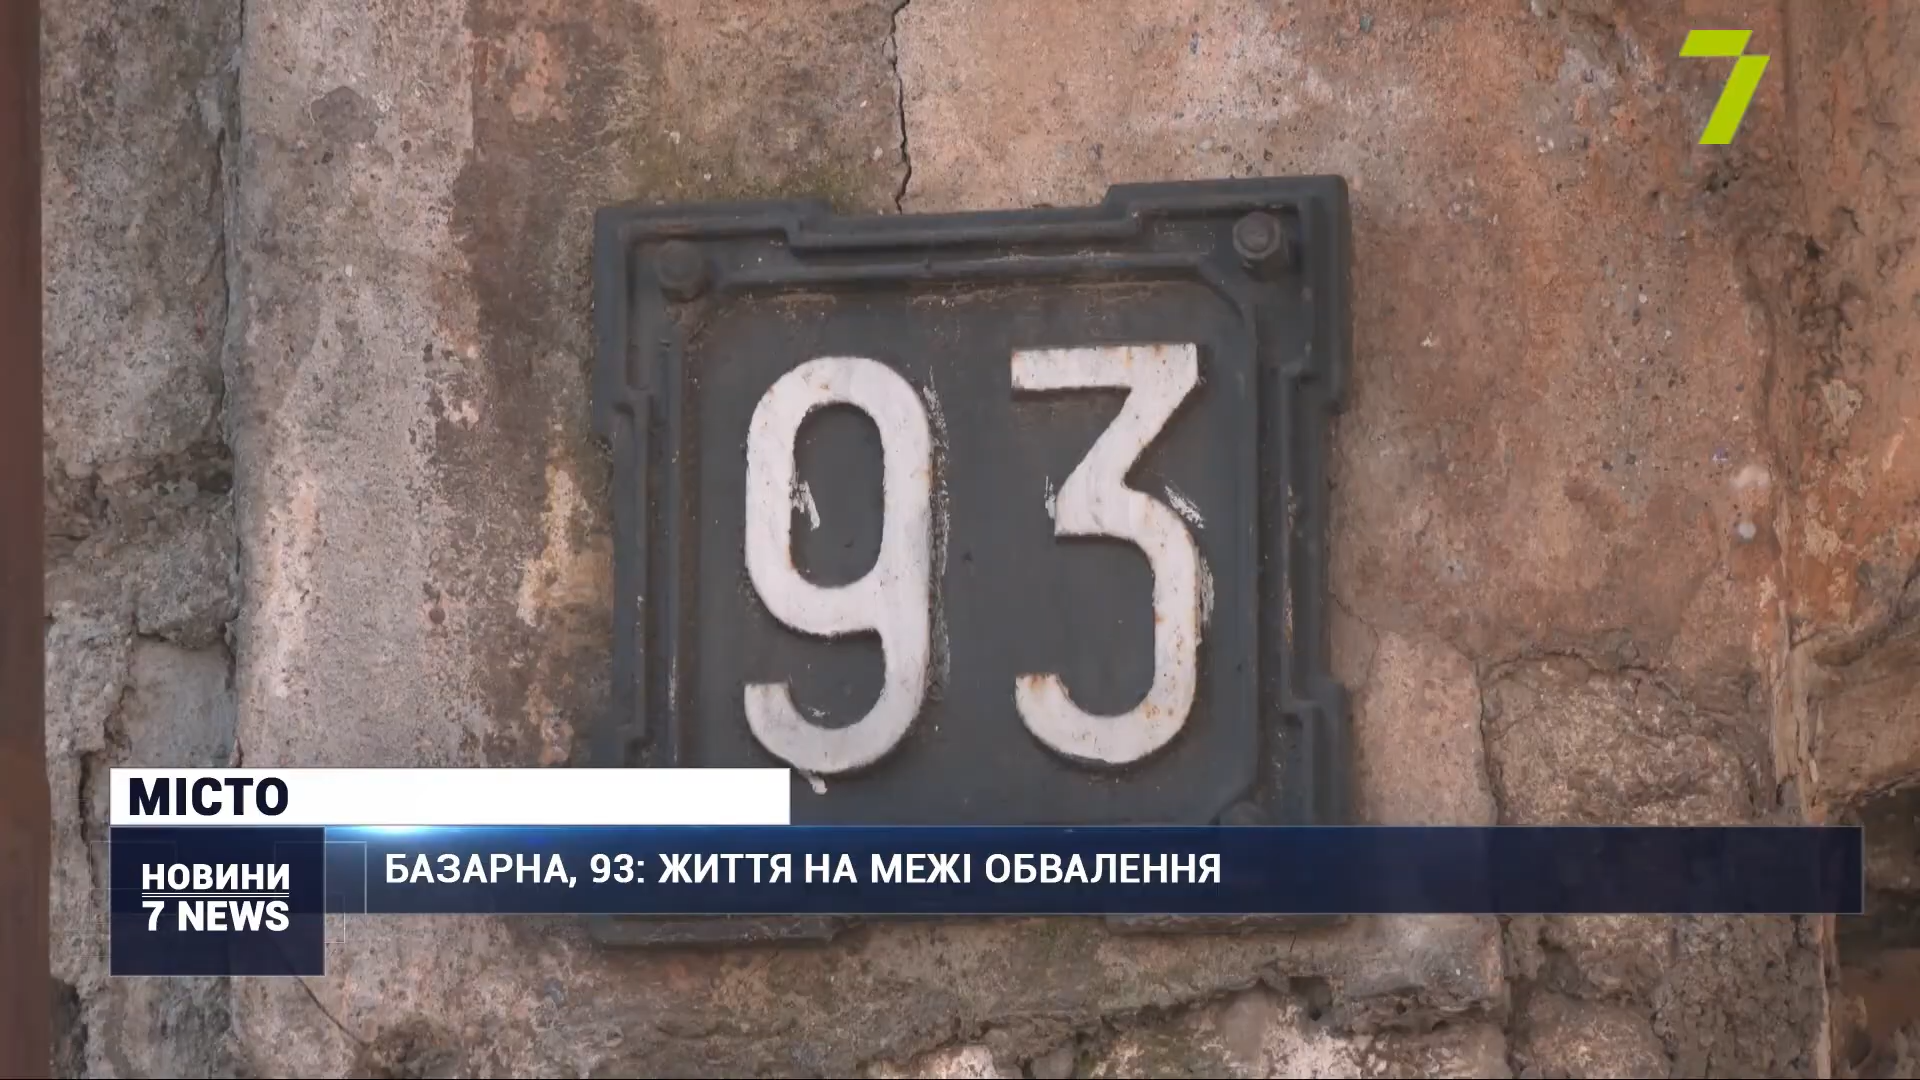 7
93
МІСТО
НОВИНИ
7 NEWS
БАЗАРНА, 93: ЖИТТЯ НА МЕЖІ ОБВАЛЕННЯ